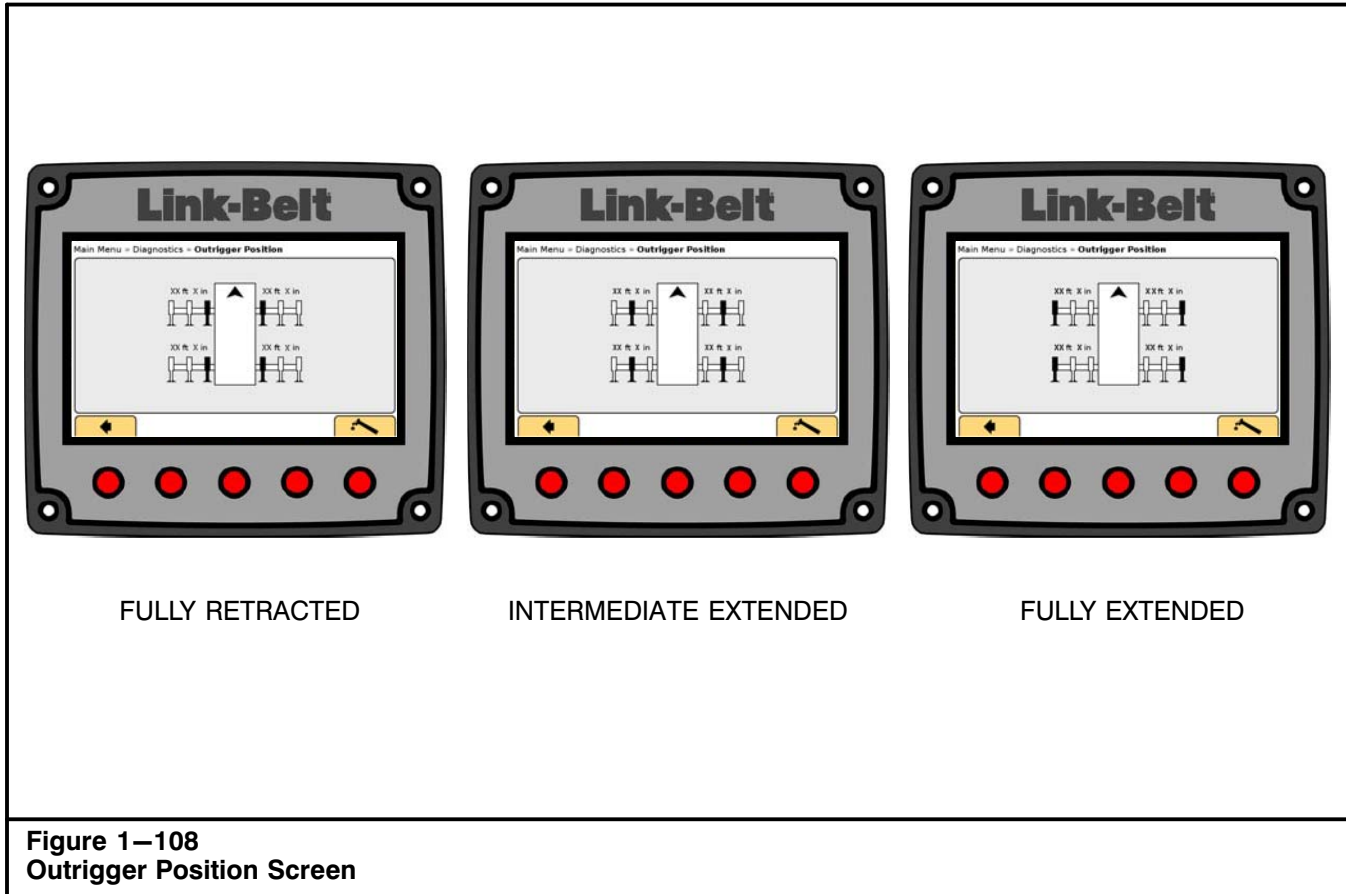 Link-Belt
Main Menu » Diagnostics » Outrigger Position
XX ft X in XX ft X in
XX ft X in XX ft X in
Link-Belt
Main Menu » Diagnostics » Outrigger Position
XX ft X in XX ft X in
XX ft X in XX ft X in
Link-Belt
Main Menu » Diagnostics » Outrigger Position
XX ft X in XX ft X in
XX ft X in XX ft X in
FULLY RETRACTED
INTERMEDIATE EXTENDED
FULLY EXTENDED
Figure 1—108
Outrigger Position Screen